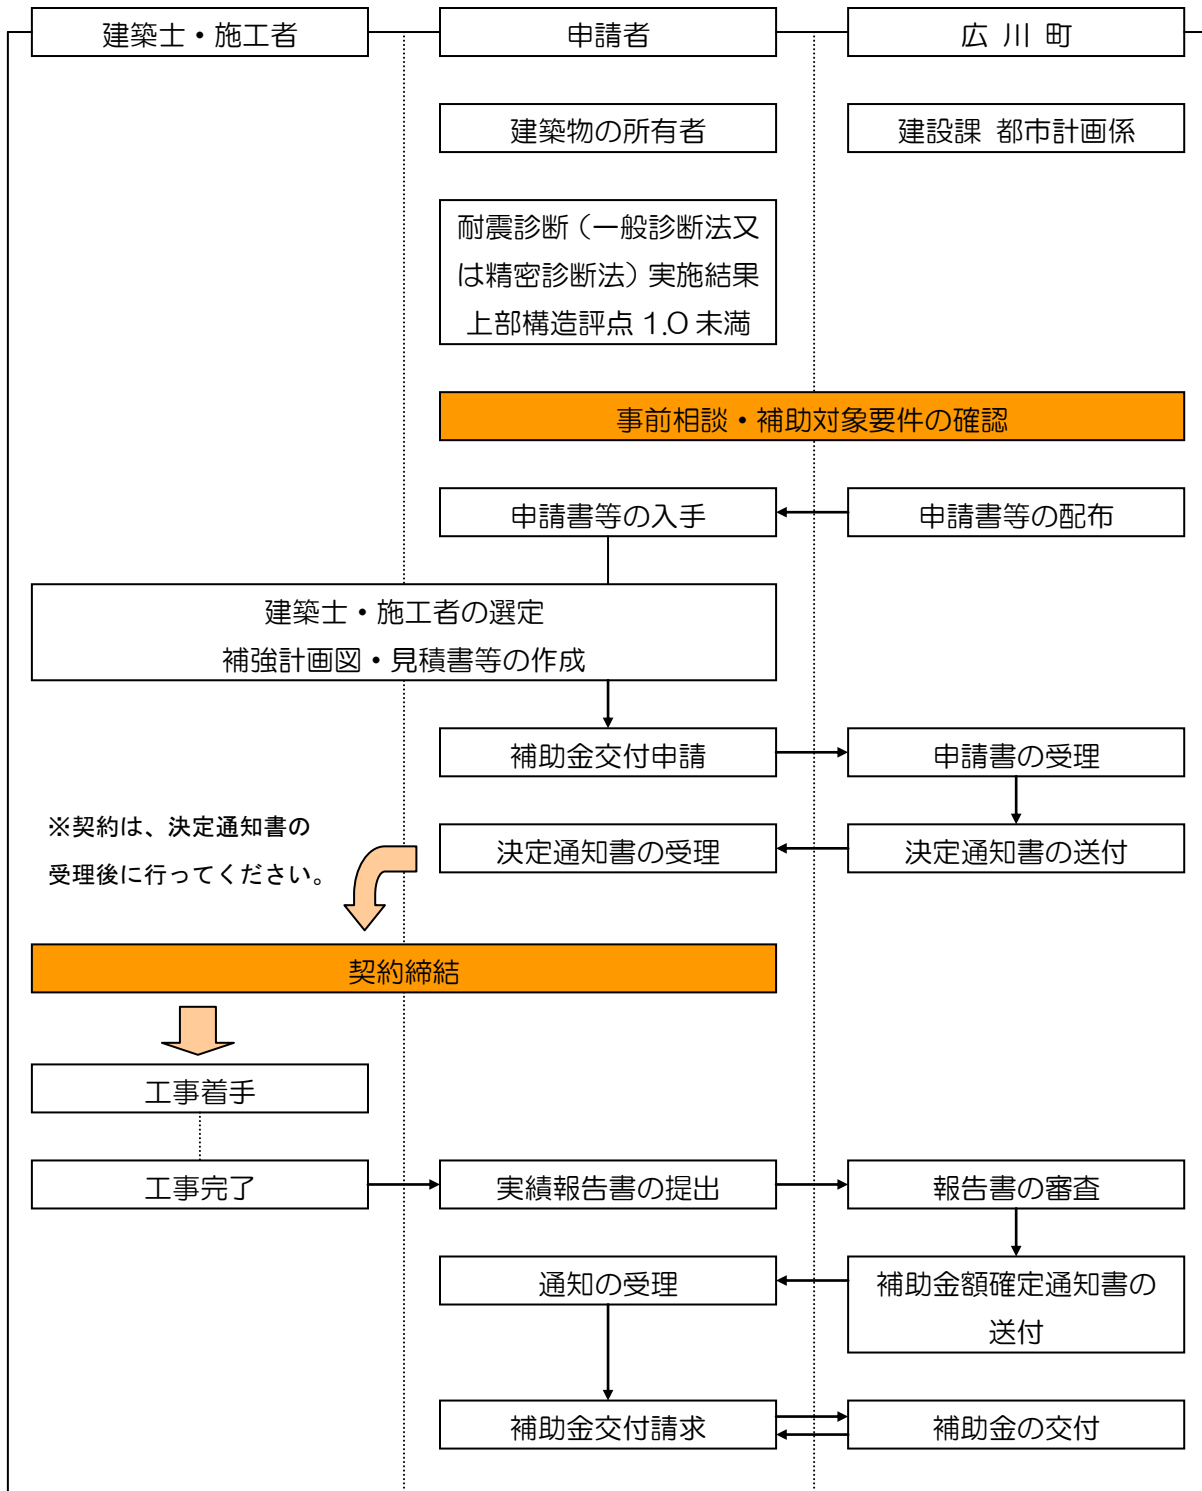 建築士・施工者
申請者
広 川 町
建築物の所有者
建設課 都市計画係
耐震診断（一般診断法又
は精密診断法）実施結果
上部構造評点 1.0 未満
事前相談・補助対象要件の確認
申請書等の入手
申請書等の配布
建築士・施工者の選定
補強計画図・見積書等の作成
補助金交付申請
申請書の受理
※契約は、決定通知書の
受理後に行ってください。
決定通知書の受理
決定通知書の送付
契約締結
工事着手
工事完了
実績報告書の提出
報告書の審査
通知の受理
補助金額確定通知書の
送付
補助金交付請求
補助金の交付